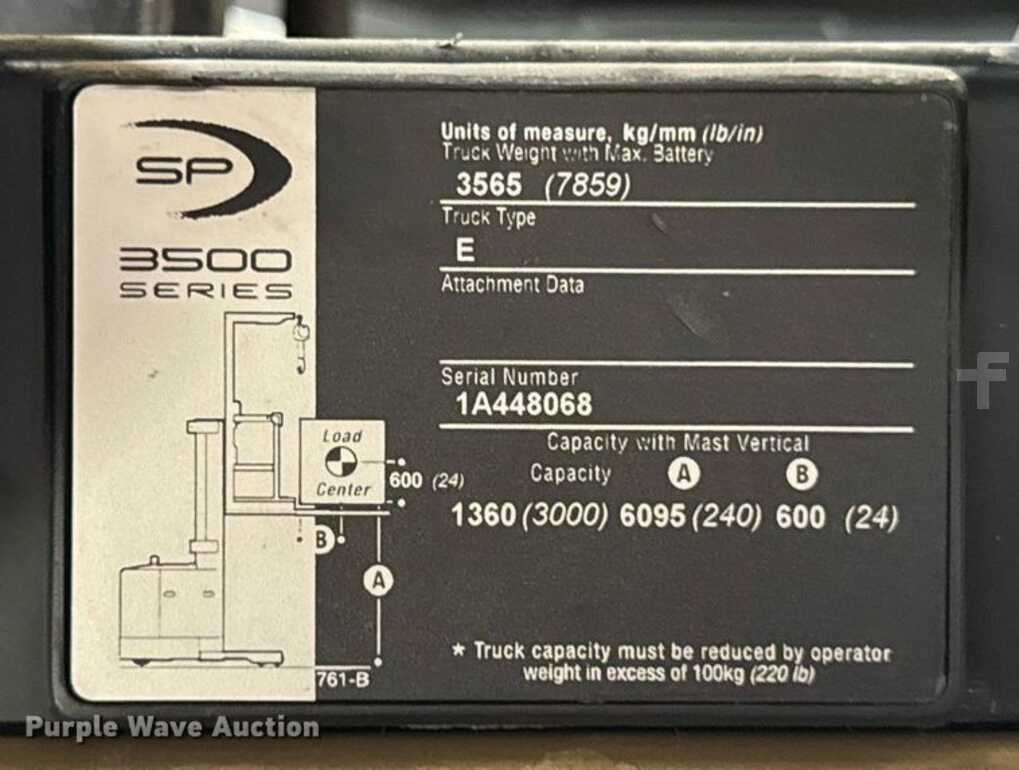 SP
3500
SERIES
Units of measure, kg/mm (lb/in)
Truck Weight with Max. Battery
3565 (7859)
Truck Type
E
Attachment Data
Serial Number
1A448068
Capacity with Mast Vertical
Capacity A B
1360 (3000) 6095 (240) 600 (24)
Load
Center
600 (24)
B
A
761-B
* Truck capacity must be reduced by operator
weight in excess of 100kg (220 lb)
Purple Wave Auction